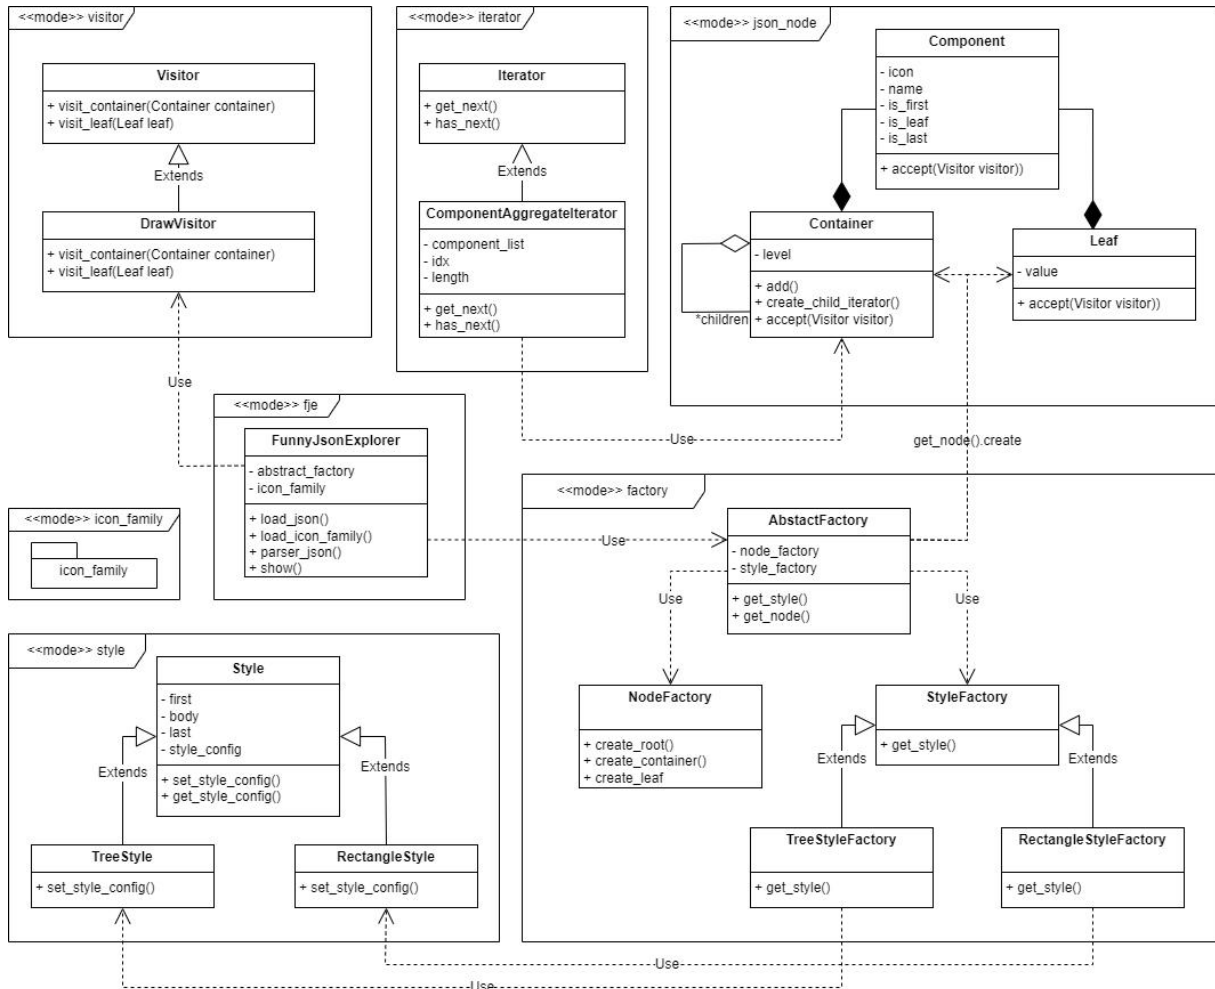 <<mode>> visitor
Visitor
+ visit_container(Container container)
+ visit_leaf(Leaf leaf)
Extends
DrawVisitor
+ visit_container(Container container)
+ visit_leaf(Leaf leaf)
Use
<<mode>> iterator
Iterator
+ get_next()
+ has_next()
Extends
ComponentAggregateIterator
- component_list
- idx
- length
+ get_next()
+ has_next()
Use
<<mode>> json_node
Component
- icon
- name
- is_first
- is_leaf
- is_last
+ accept(Visitor visitor))
Container
- level
+ add()
+ create_child_iterator()
+ accept(Visitor visitor)
*children
Leaf
- value
+ accept(Visitor visitor))
get_node().create
<<mode>> fje
FunnyJsonExplorer
- abstract_factory
- icon_family
+ load_json()
+ load_icon_family()
+ parser_json()
+ show()
Use
<<mode>> icon_family
icon_family
<<mode>> factory
AbstactFactory
- node_factory
- style_factory
+ get_style()
+ get_node()
Use
Use
NodeFactory
+ create_root()
+ create_container()
+ create_leaf
StyleFactory
+ get_style()
Extends
Extends
TreeStyleFactory
+ get_style()
RectangleStyleFactory
+ get_style()
<<mode>> style
Style
- first
- body
- last
- style_config
+ set_style_config()
+ get_style_config()
Extends
Extends
TreeStyle
+ set_style_config()
RectangleStyle
+ set_style_config()
Use
Use